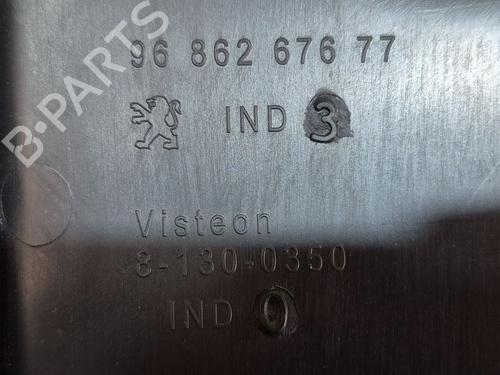 96 862 676 77
IND 3
Visteon
8-130-0350
IND 0
B-PARTS